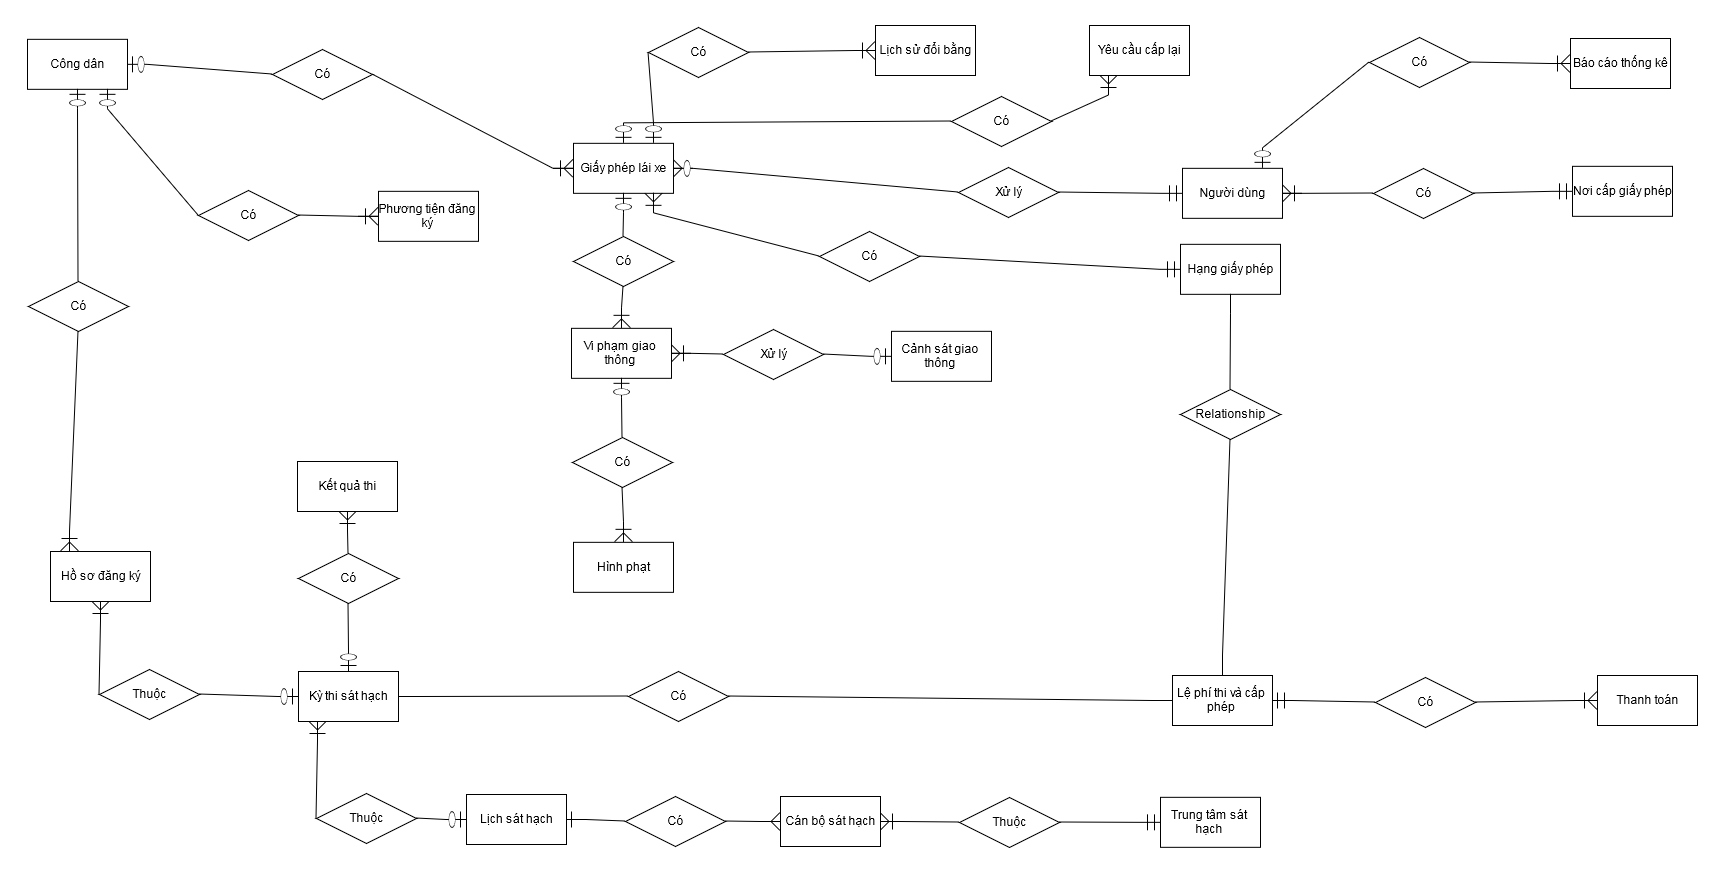 Công dân
Có
Có
Lịch sử đổi bằng
Yêu cầu cấp lại
Có
Báo cáo thống kê
Có
Giấy phép lái xe
Xử lý
Người dùng
Có
Nơi cấp giấy phép
Có
Phương tiện đăng
ký
Có
Có
Hạng giấy phép
Có
Vi phạm giao
thông
Xử lý
Cảnh sát giao
thông
Relationship
Có
Kết quả thi
Có
Hình phạt
Hồ sơ đăng ký
Thuộc
Kỳ thi sát hạch
Có
Lệ phí thi và cấp
phép
Có
Thanh toán
Thuộc
Lịch sát hạch
Có
Cán bộ sát hạch
Thuộc
Trung tâm sát
hạch